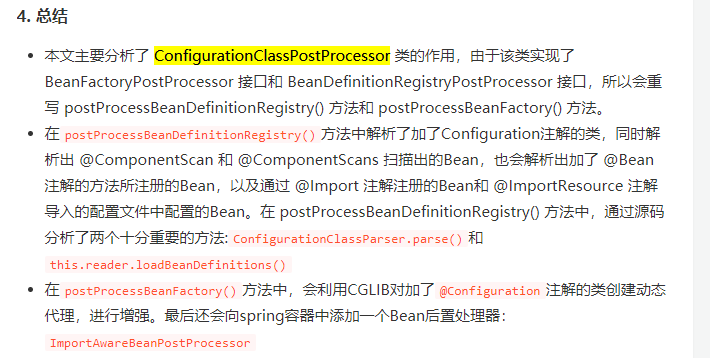 4. 总结
本文主要分析了 ConfigurationClassPostProcessor 类的作用，由于该类实现了
BeanFactoryPostProcessor 接口和 BeanDefinitionRegistryPostProcessor 接口，所以会重
写 postProcessBeanDefinitionRegistry() 方法和 postProcessBeanFactory() 方法。
在 postProcessBeanDefinitionRegistry() 方法中解析了加了Configuration注解的类，同时解
析出 @ComponentScan 和 @ComponentScans 扫描出的Bean，也会解析出加了 @Bean
注解的方法所注册的Bean，以及通过 @Import 注解注册的Bean和 @ImportResource 注解
导入的配置文件中配置的Bean。在 postProcessBeanDefinitionRegistry() 方法中，通过源码
分析了两个十分重要的方法: ConfigurationClassParser.parse() 和
this.reader.loadBeanDefinitions()
在 postProcessBeanFactory() 方法中，会利用CGLIB对加了 @Configuration 注解的类创建动态
代理，进行增强。最后还会向spring容器中添加一个Bean后置处理器：
ImportAwareBeanPostProcessor